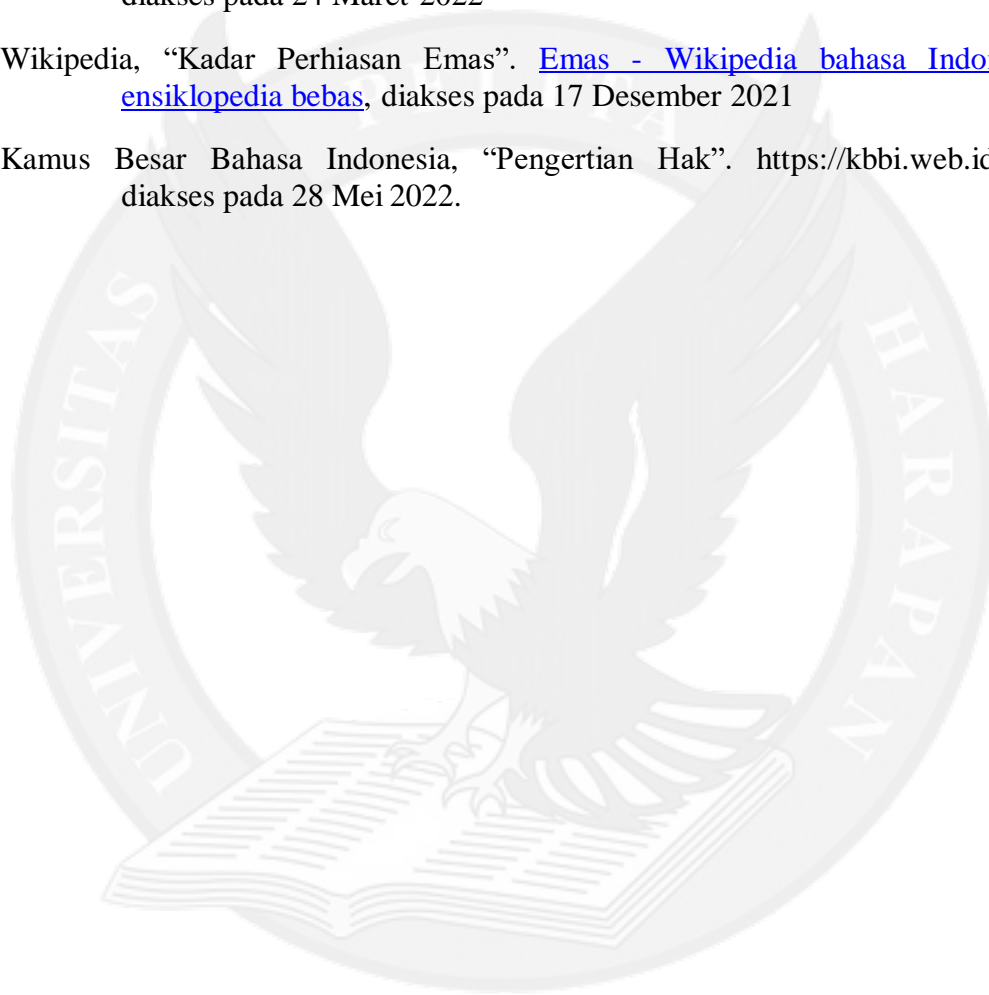 diakses pada 24 Maret 2022
Wikipedia, “Kadar Perhiasan Emas”. Emas - Wikipedia bahasa
ensiklopedia bebas, diakses pada 17 Desember 2021
Kamus Besar Bahasa Indonesia, “Pengertian Hak”. https://kbbi.web.id
diakses pada 28 Mei 2022.
UNIVERSITAS
PELITA
HARAPAN